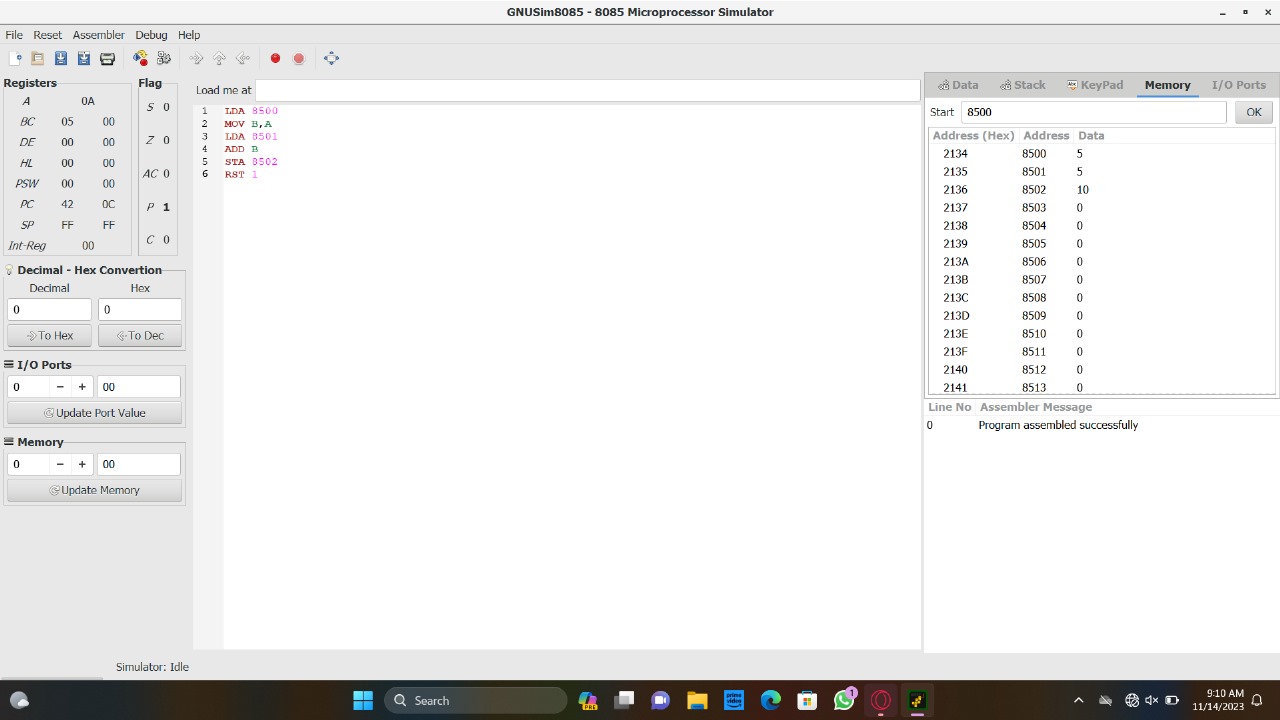 GNUSim8085 - 8085 Microprocessor Simulator
File Reset Assembler Debug Help
Registers Flag
A 0A
BC 05 00
DE 00 00
HL 00 00
PSW 00 00
PC 42 0C
SP FF FF
Int-Reg 00
S 0
Z 0
AC 0
P 1
C 0
Decimal - Hex Convertion
Decimal Hex
0 0
To Hex To Dec
I/O Ports
0 − + 00
Update Port Value
Memory
0 − + 00
Update Memory
Load me at
1 LDA 8500
2 MOV B,A
3 LDA 8501
4 ADD B
5 STA 8502
6 RST 1
Data Stack Abc KeyPad Memory I/O Ports
Start 8500 OK
Address (Hex) Address Data
2134 8500 5
2135 8501 5
2136 8502 10
2137 8503 0
2138 8504 0
2139 8505 0
213A 8506 0
213B 8507 0
213C 8508 0
213D 8509 0
213E 8510 0
213F 8511 0
2140 8512 0
2141 8513 0
Line No Assembler Message
0 Program assembled successfully
Simulator: Idle
Search
PRE
prime video
1
9:10 AM
11/14/2023